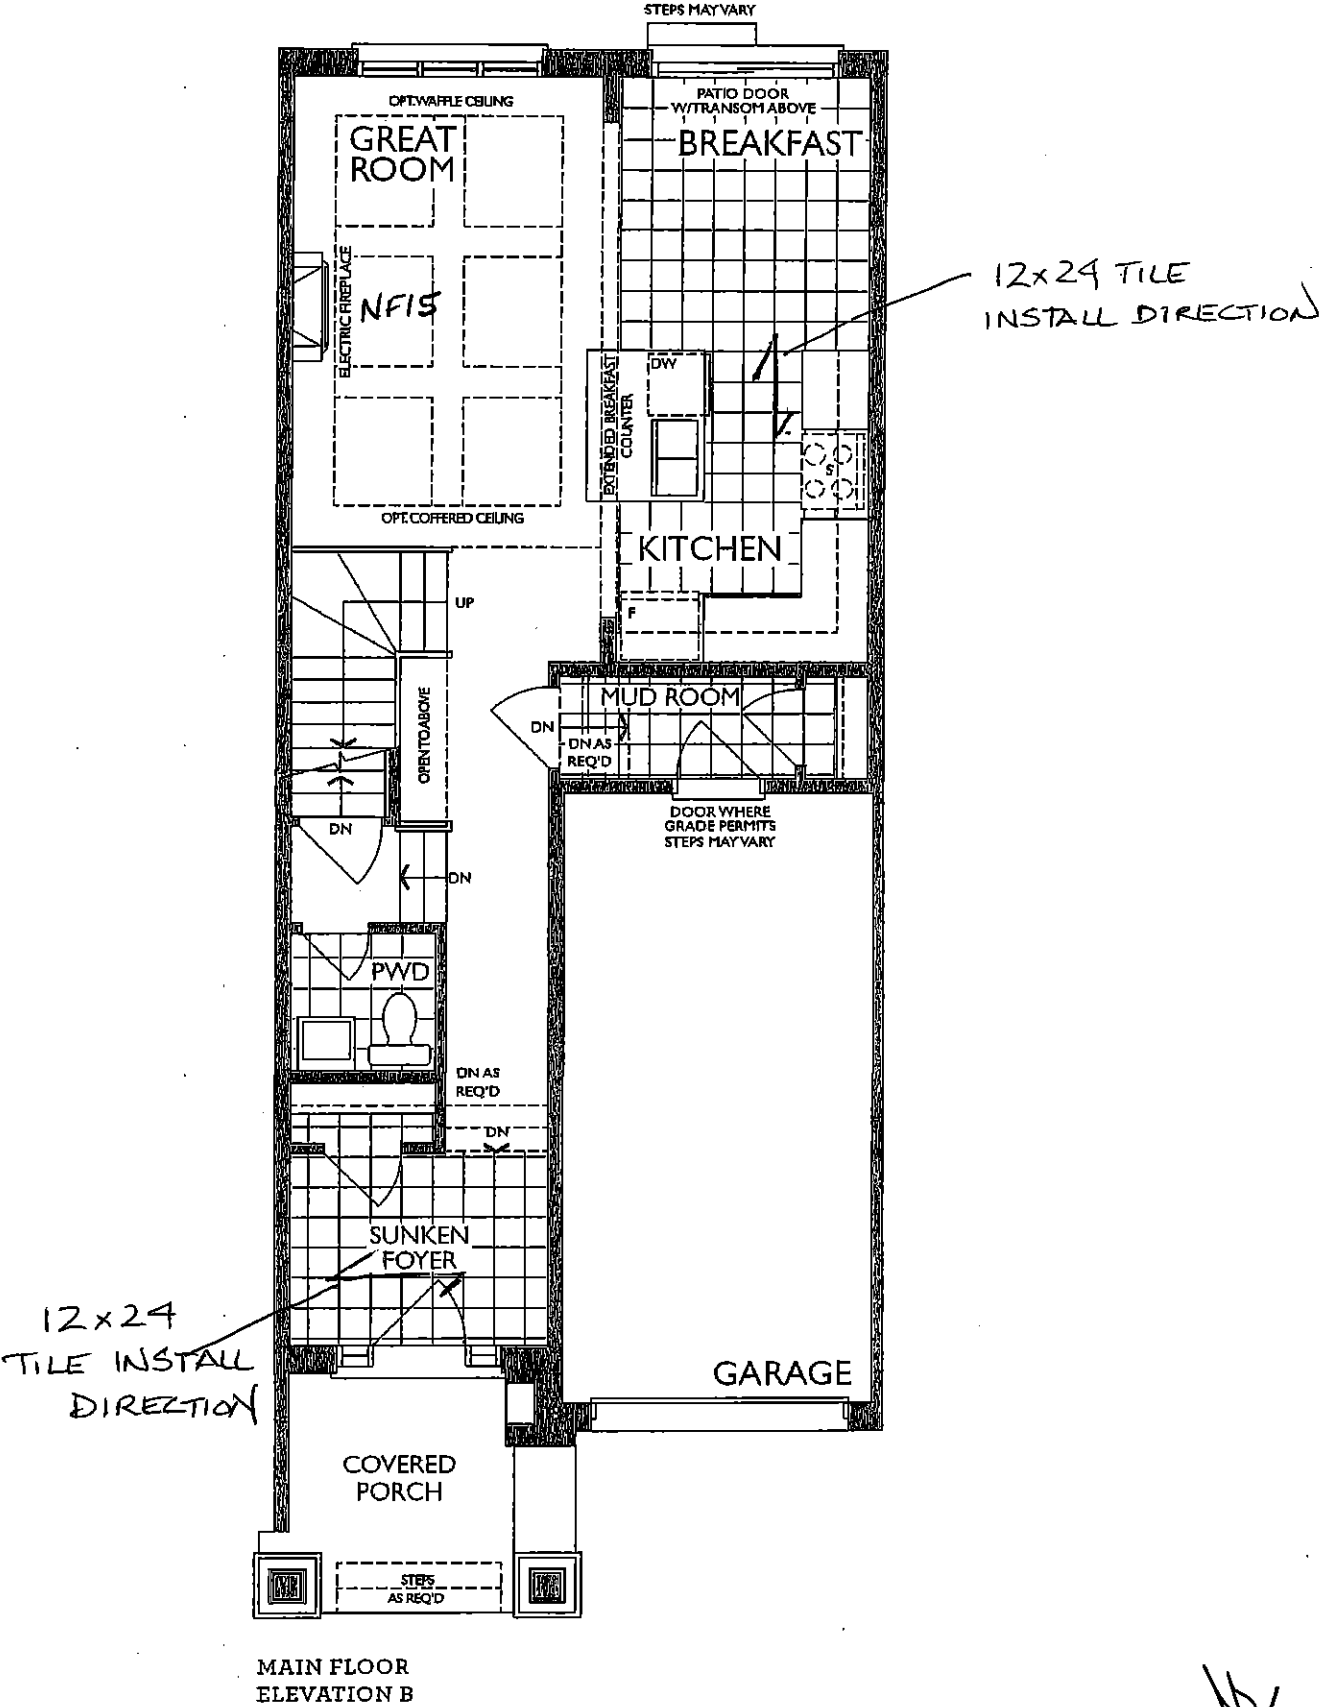 STEPS MAY VARY
OPT. WAFFLE CEILING
GREAT
ROOM
PATIO DOOR
W/TRANSOM ABOVE
BREAKFAST
12x24 TILE
INSTALL DIRECTION
ELECTRIC FIREPLACE
NF15
DW
EXTENDED BREAKFAST
COUNTER
S
OPT. COFFERED CEILING
KITCHEN
UP
F
OPEN TO ABOVE
MUD ROOM
DN
DN AS
REQ'D
DOOR WHERE
GRADE PERMITS
STEPS MAY VARY
DN
DN
PWD
DN AS
REQ'D
DN
SUNKEN
FOYER
12x24
TILE INSTALL
DIRECTION
GARAGE
COVERED
PORCH
STEPS
AS REQ'D
MAIN FLOOR
ELEVATION B